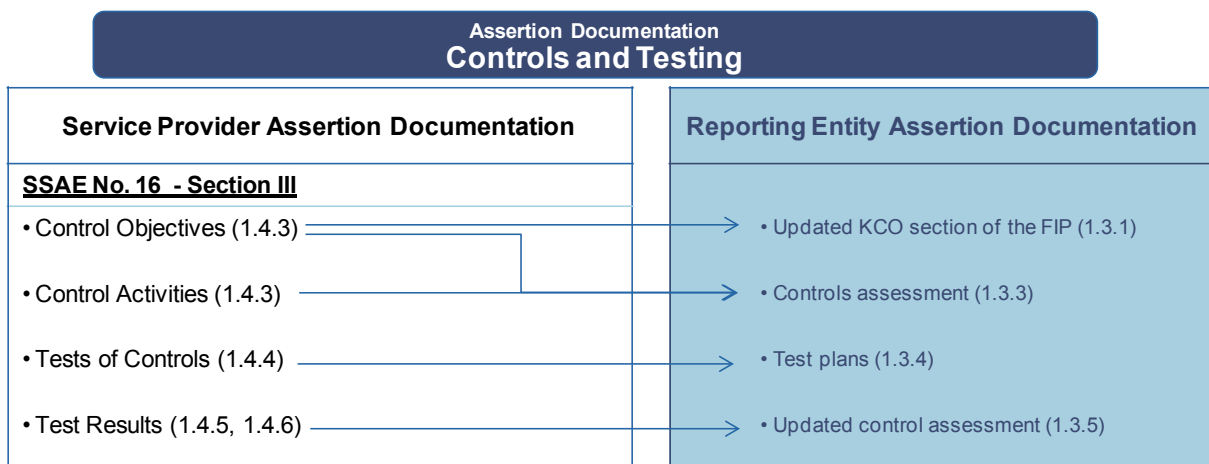 Assertion Documentation
Controls and Testing
Service Provider Assertion Documentation
Reporting Entity Assertion Documentation
SSAE No. 16 - Section III
• Control Objectives (1.4.3)
• Updated KCO section of the FIP (1.3.1)
• Control Activities (1.4.3)
• Controls assessment (1.3.3)
• Tests of Controls (1.4.4)
• Test plans (1.3.4)
• Test Results (1.4.5, 1.4.6)
• Updated control assessment (1.3.5)